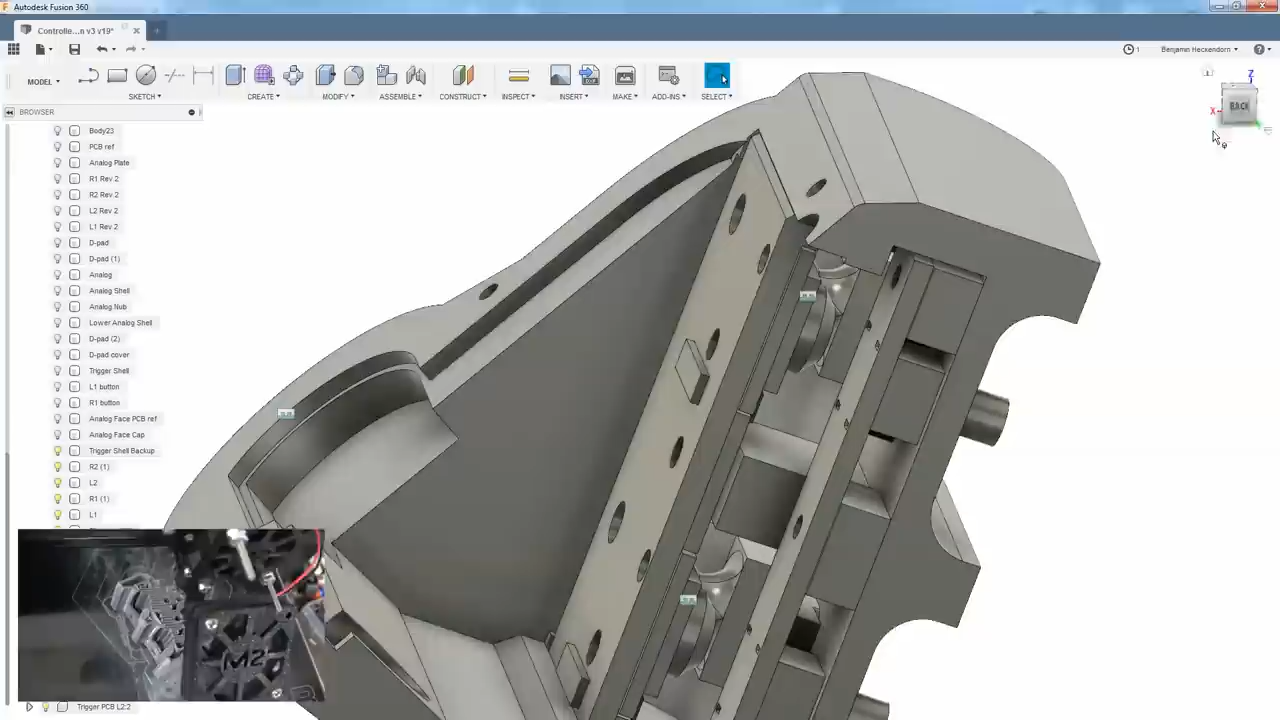 Autodesk Fusion 360
Controlle...n v3 v19*
Benjamin Heckendorn
1
MODEL
SKETCH
CREATE
MODIFY
ASSEMBLE
CONSTRUCT
INSPECT
INSERT
MAKE
ADD-INS
SELECT
Z
BACK
X
BROWSER
Body23
PCB ref
Analog Plate
R1 Rev 2
R2 Rev 2
L2 Rev 2
L1 Rev 2
D-pad
D-pad (1)
Analog
Analog Shell
Analog Nub
Lower Analog Shell
D-pad (2)
D-pad cover
Trigger Shell
L1 button
R1 button
Analog Face PCB ref
Analog Face Cap
Trigger Shell Backup
R2 (1)
L2
R1 (1)
L1
M2
Trigger PCB L2:2